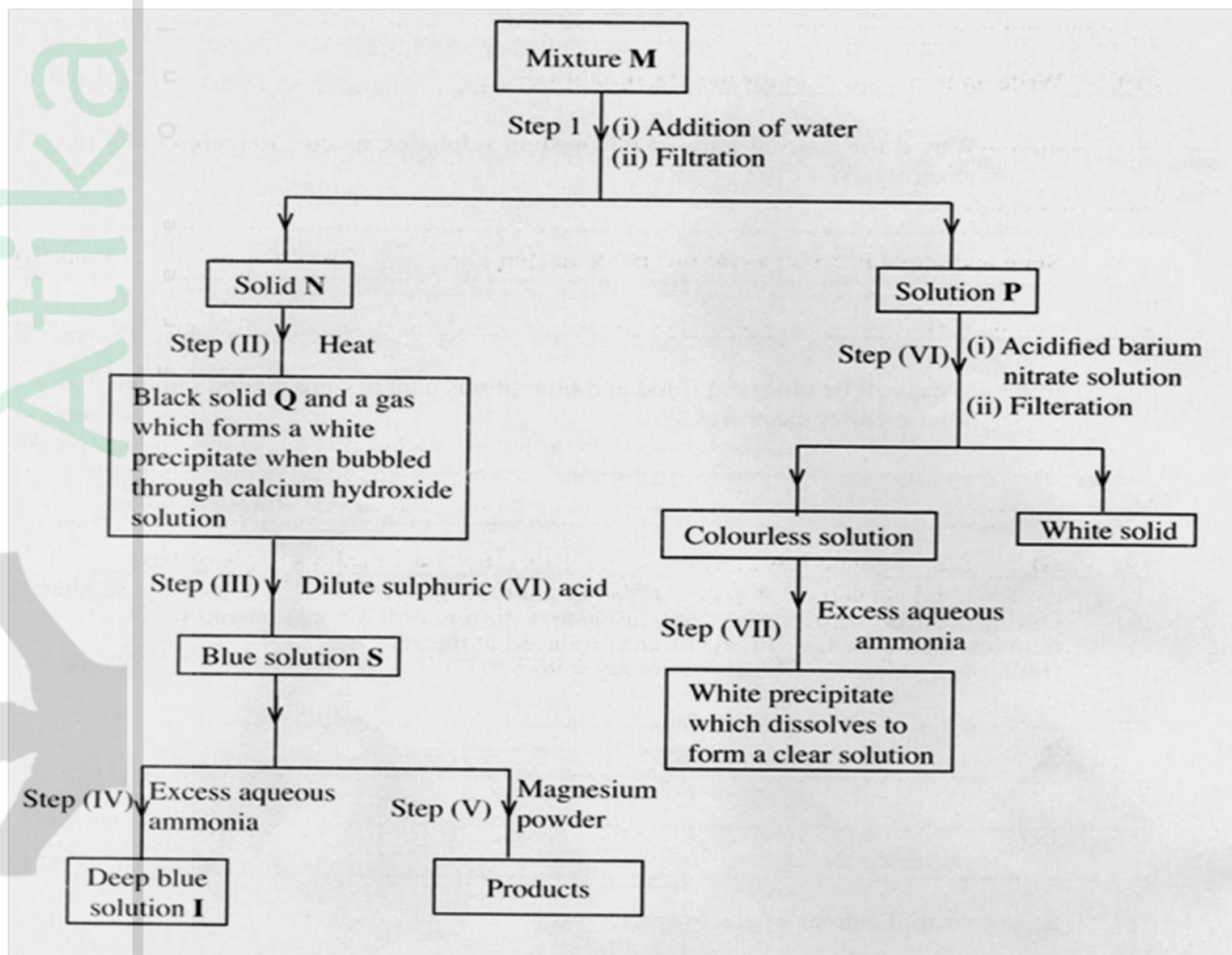 Atika
Mixture M
Step 1
(i) Addition of water
(ii) Filtration
Solid N
Solution P
Step (II)
Heat
Step (VI)
(i) Acidified barium
nitrate solution
(ii) Filteration
Black solid Q and a gas
which forms a white
precipitate when bubbled
through calcium hydroxide
solution
Colourless solution
White solid
Step (III)
Dilute sulphuric (VI) acid
Step (VII)
Excess aqueous
ammonia
Blue solution S
White precipitate
which dissolves to
form a clear solution
Step (IV)
Excess aqueous
ammonia
Step (V)
Magnesium
powder
Deep blue
solution I
Products